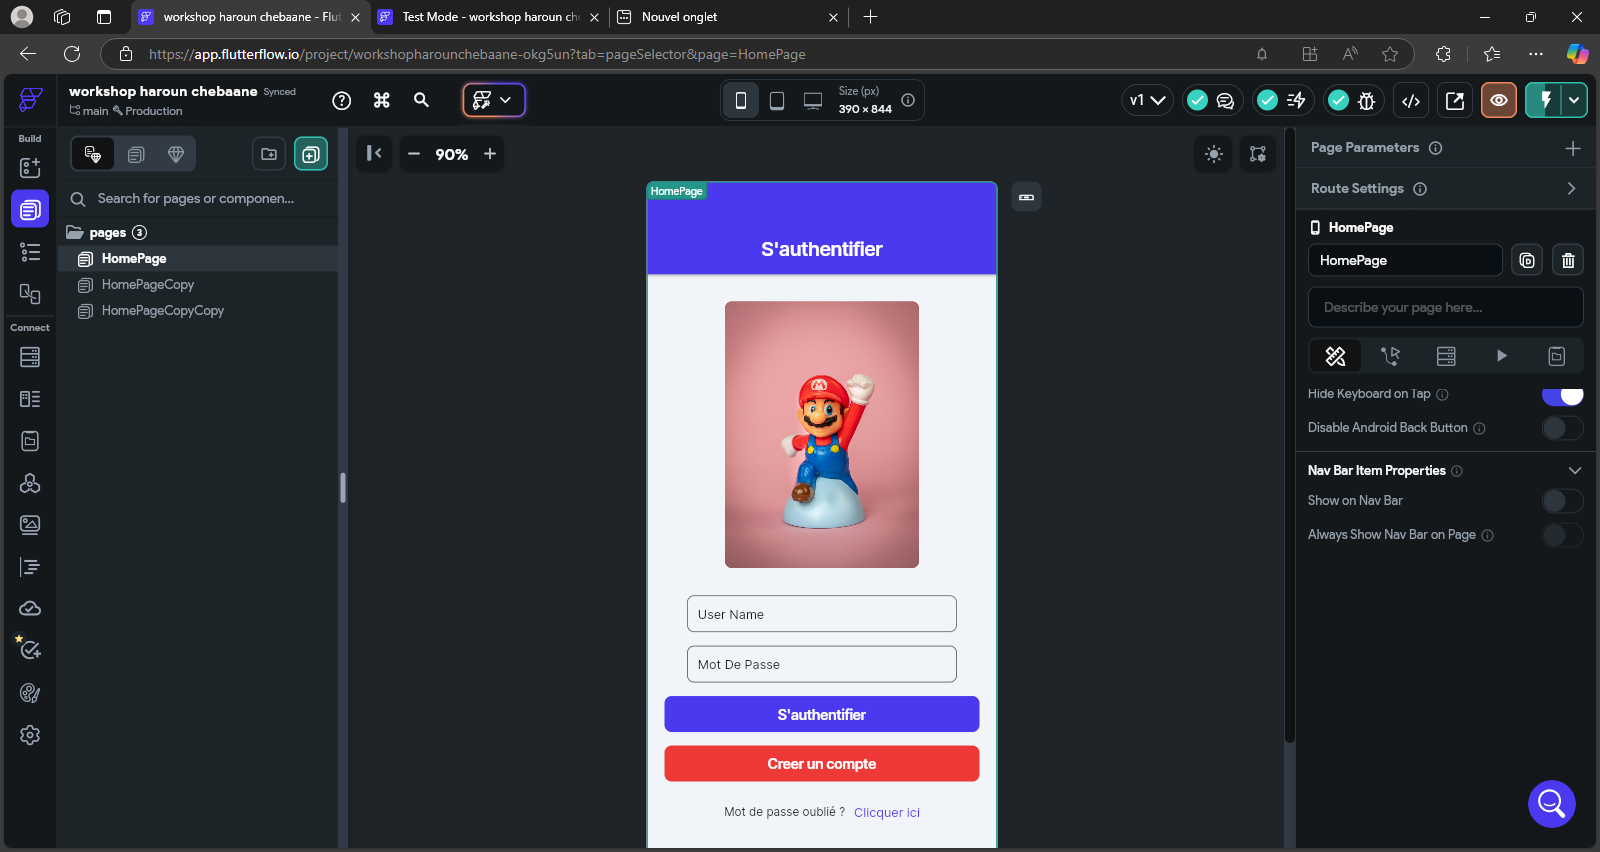 workshop haroun chebaane - Flut
Test Mode - workshop haroun che
Nouvel onglet
https://app.flutterflow.io/project/workshopharounchebaane-okg5un?tab=pageSelector&page=HomePage
workshop haroun chebaane Synced
main Production
Size (px)
390 × 844
v1
Build
Connect
90%
Search for pages or componen...
pages 3
HomePage
HomePageCopy
HomePageCopyCopy
HomePage
S'authentifier
M
User Name
Mot De Passe
S'authentifier
Creer un compte
Mot de passe oublié ? Clicquer ici
Page Parameters
Route Settings
HomePage
HomePage
Describe your page here...
Hide Keyboard on Tap
Disable Android Back Button
Nav Bar Item Properties
Show on Nav Bar
Always Show Nav Bar on Page